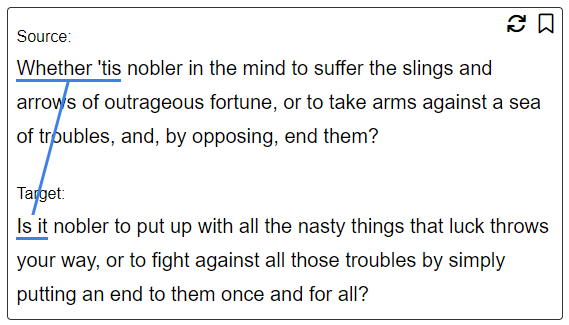 Source:
Whether 'tis nobler in the mind to suffer the slings and
arrows of outrageous fortune, or to take arms against a sea
of troubles, and, by opposing, end them?
Target:
Is it nobler to put up with all the nasty things that luck throws
your way, or to fight against all those troubles by simply
putting an end to them once and for all?